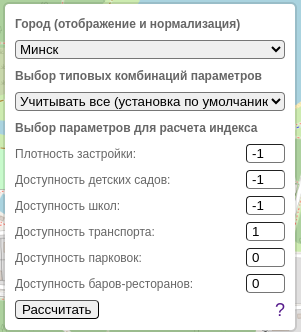 Город (отображение и нормализация)
Минск
Выбор типовых комбинаций параметров
Учитывать все (установка по умолчаник
Выбор параметров для расчета индекса
Плотность застройки: -1
Доступность детских садов: -1
Доступность школ: -1
Доступность транспорта: 1
Доступность парковок: 0
Доступность баров-ресторанов: 0
Рассчитать ?